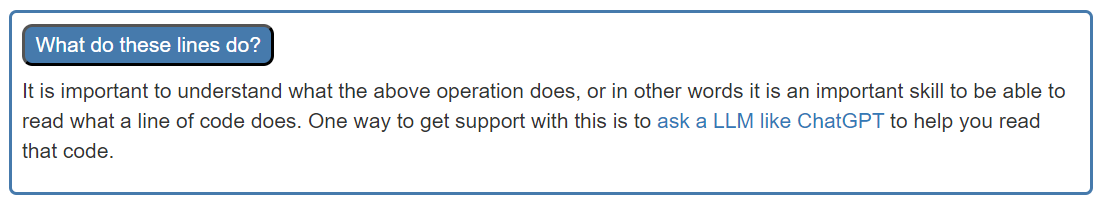 What do these lines do?
It is important to understand what the above operation does, or in other words it is an important skill to be able to
read what a line of code does. One way to get support with this is to ask a LLM like ChatGPT to help you read
that code.